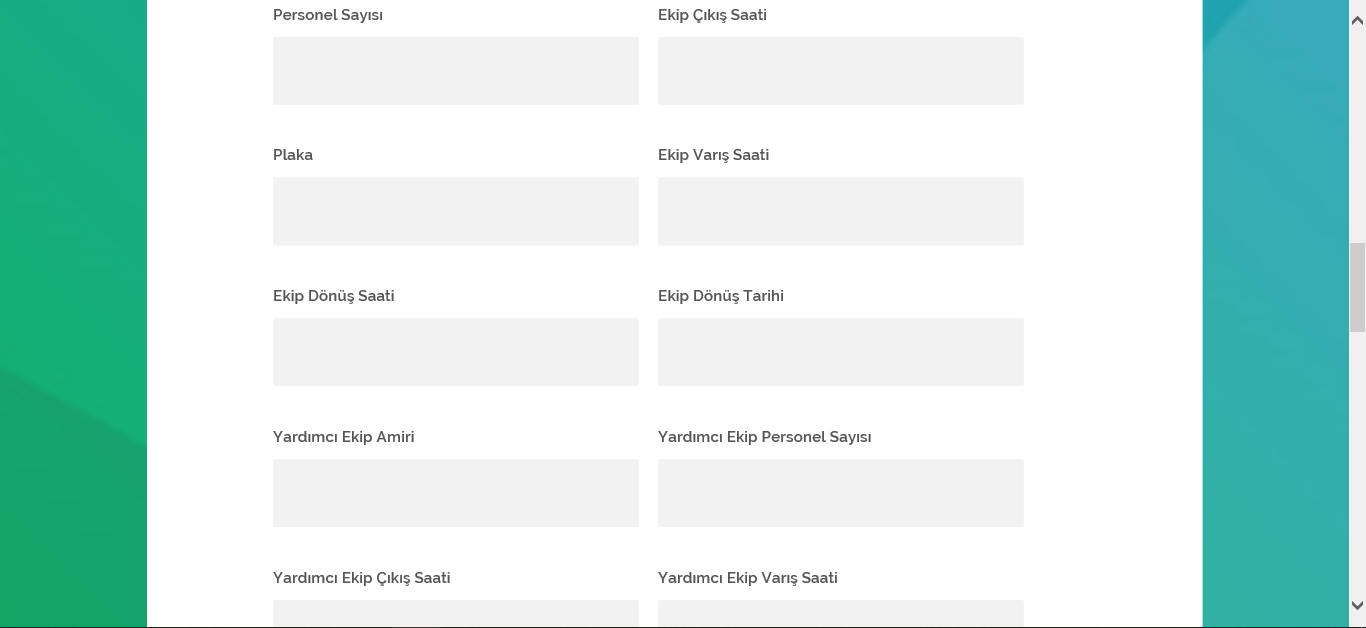 Personel Sayısı
Ekip Çıkış Saati
Plaka
Ekip Varış Saati
Ekip Dönüş Saati
Ekip Dönüş Tarihi
Yardımcı Ekip Amiri
Yardımcı Ekip Personel Sayısı
Yardımcı Ekip Çıkış Saati
Yardımcı Ekip Varış Saati